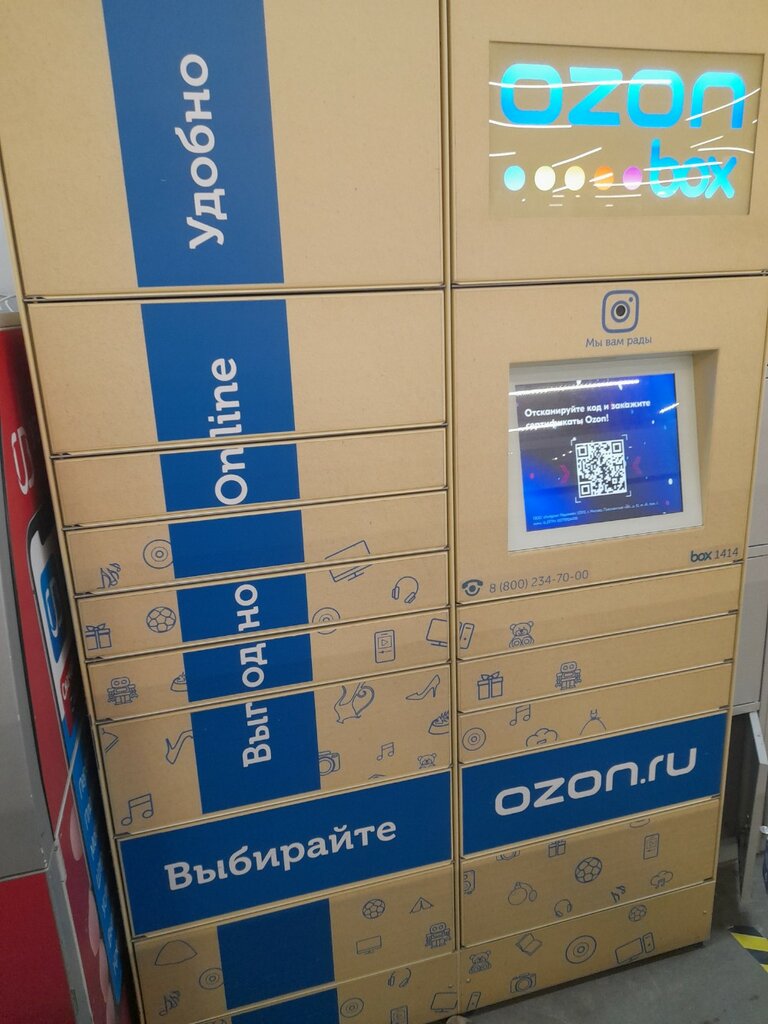 Удобно
Online
Выгодно
Выбирайте
ozon
box
Мы вам рады
Отсканируйте код и закажите
сертификаты Ozon!
box 1414
8 (800) 234-70-00
ozon.ru